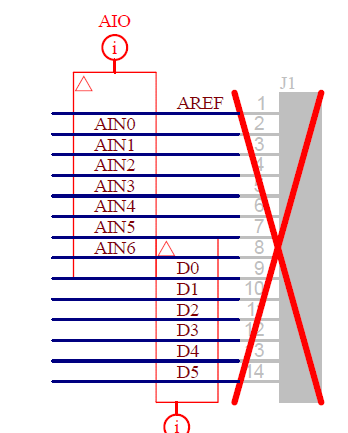 AIO
i
J1
AREF 1
AIN0 2
AIN1 3
AIN2 4
AIN3
AIN4 6
AIN5 7
AIN6 8
D0 9
D1 10
D2
D3 12
D4
D5 14
i